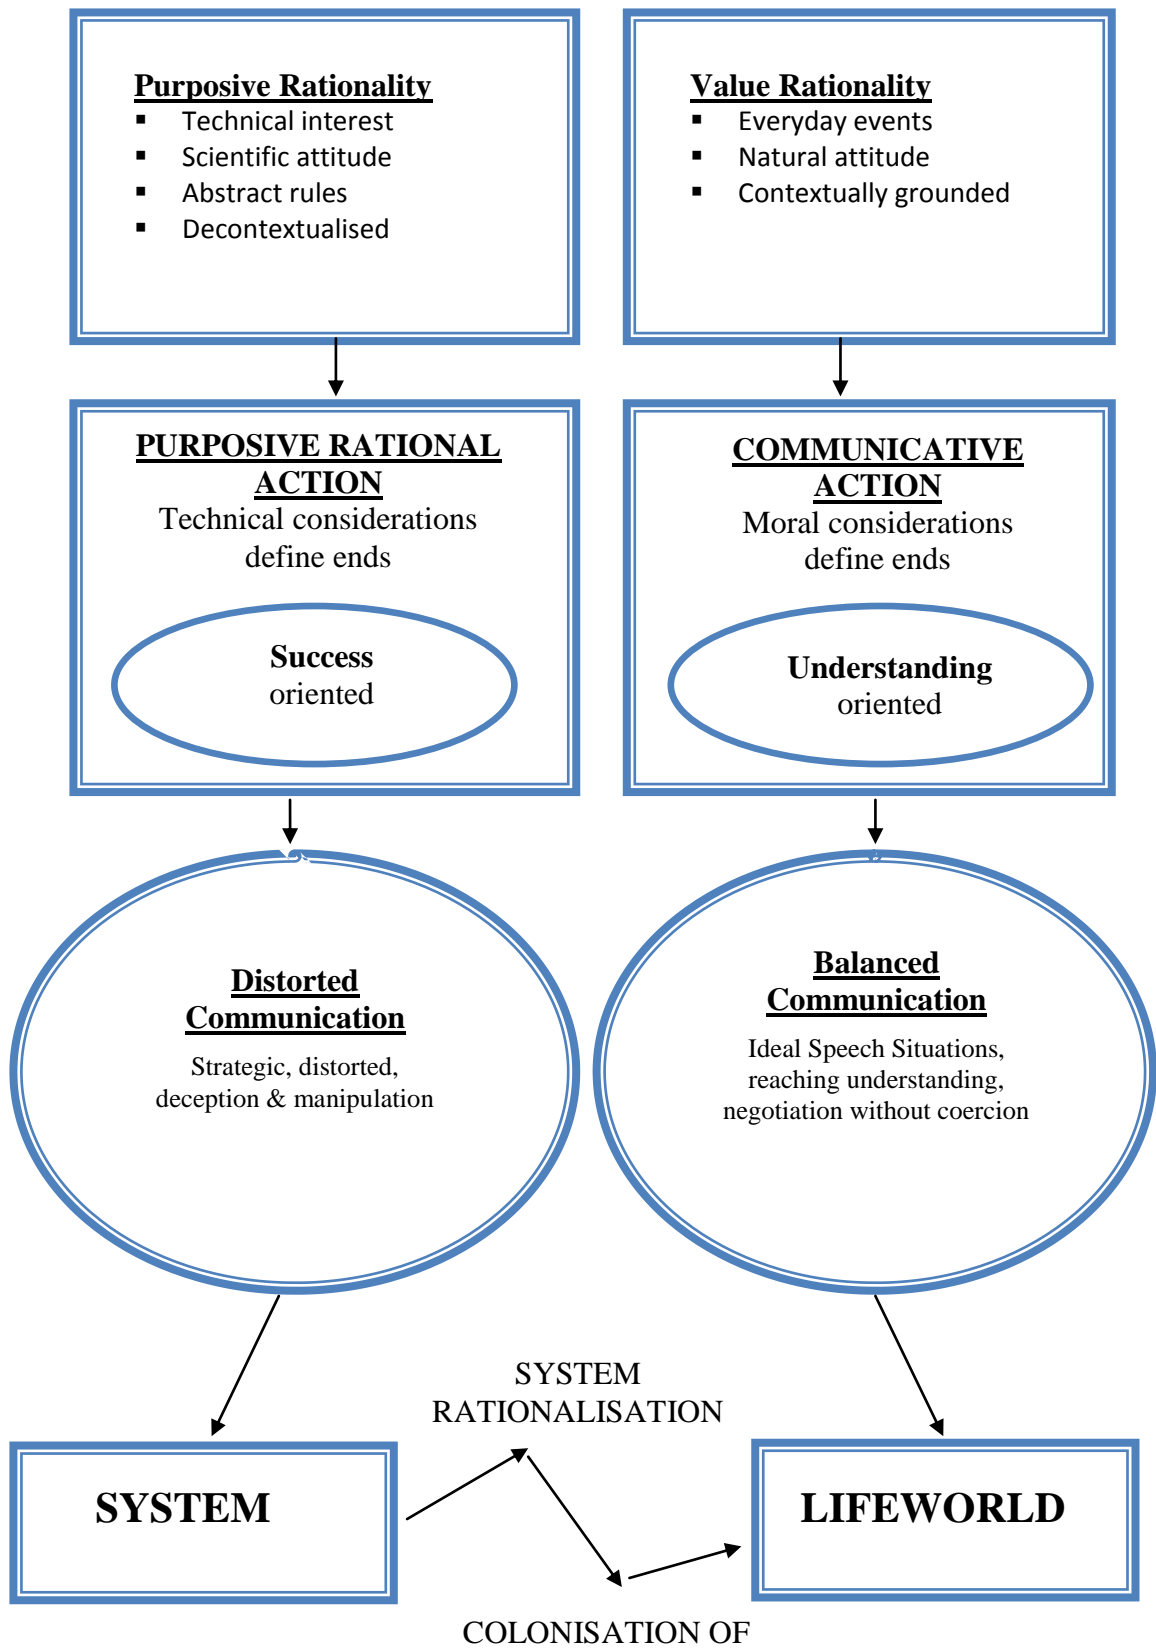 Purposive Rationality
▪ Technical interest
▪ Scientific attitude
▪ Abstract rules
▪ Decontextualised
Value Rationality
▪ Everyday events
▪ Natural attitude
▪ Contextually grounded
PURPOSIVE RATIONAL
ACTION
Technical considerations
define ends
Success
oriented
COMMUNICATIVE
ACTION
Moral considerations
define ends
Understanding
oriented
Distorted
Communication
Strategic, distorted,
deception & manipulation
Balanced
Communication
Ideal Speech Situations,
reaching understanding,
negotiation without coercion
SYSTEM
RATIONALISATION
SYSTEM
LIFEWORLD
COLONISATION OF